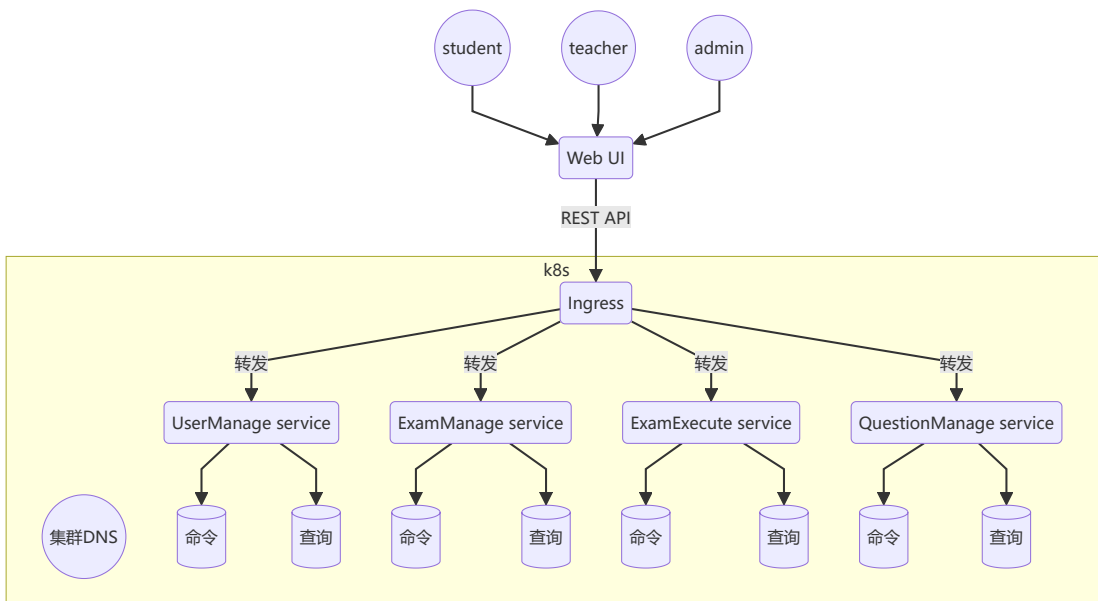 student
teacher
admin
Web UI
REST API
k8s
Ingress
转发
转发
转发
转发
UserManage service
ExamManage service
ExamExecute service
QuestionManage service
集群DNS
命令
查询
命令
查询
命令
查询
命令
查询